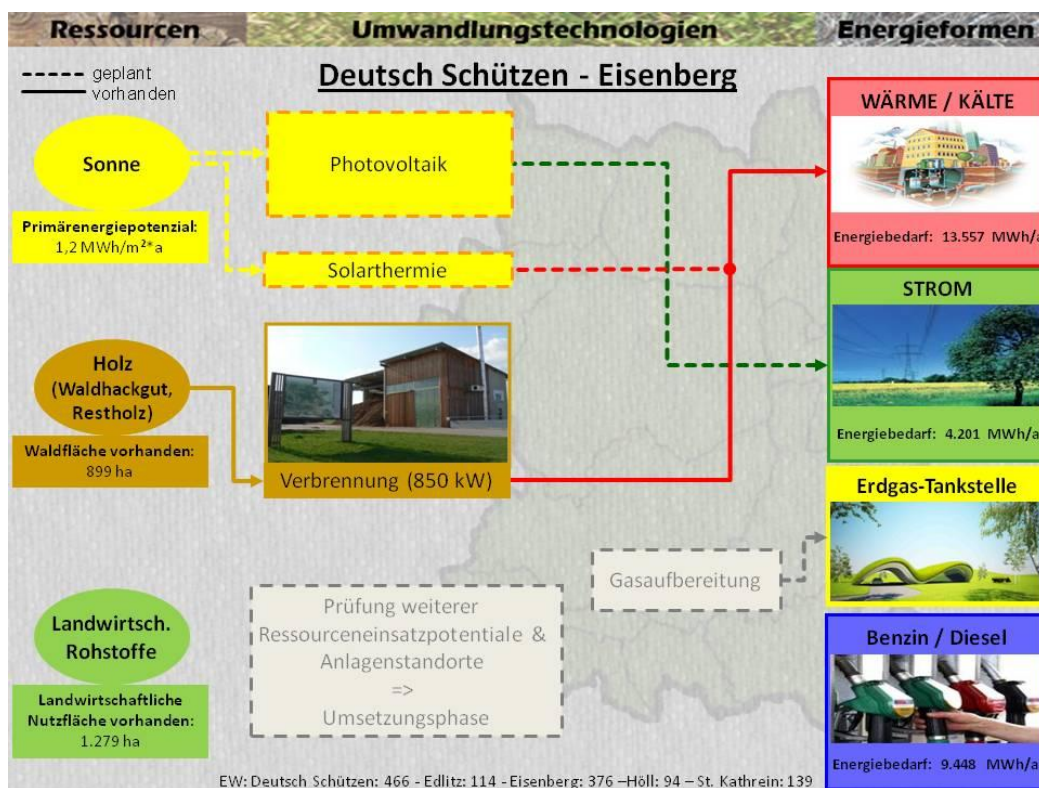 Ressourcen
Umwandlungstechnologien
Energieformen
geplant
vorhanden
Deutsch Schützen - Eisenberg
Sonne
Primärenergiepotenzial:
1,2 MWh/m²*a
Photovoltaik
Solarthermie
WÄRME / KÄLTE
Energiebedarf: 13.557 MWh/a
STROM
Energiebedarf: 4.201 MWh/a
Holz
(Waldhackgut,
Restholz)
Waldfläche vorhanden:
899 ha
Verbrennung (850 kW)
Erdgas-Tankstelle
Gasaufbereitung
Landwirtsch.
Rohstoffe
Landwirtschaftliche
Nutzfläche vorhanden:
1.279 ha
Prüfung weiterer
Ressourceneinsatzpotentiale &
Anlagenstandorte
=>
Umsetzungsphase
Benzin / Diesel
Energiebedarf: 9.448 MWh/a
EW: Deutsch Schützen: 466 - Edlitz: 114 - Eisenberg: 376 –Höll: 94 – St. Kathrein: 139